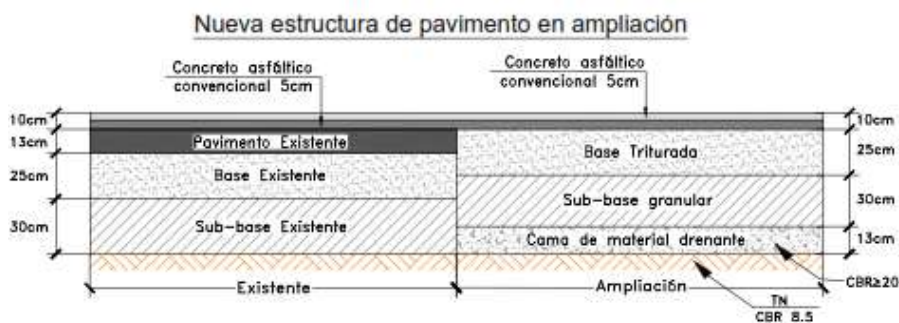 Nueva estructura de pavimento en ampliación
Concreto asfáltico
convencional 5cm
Concreto asfáltico
convencional 5cm
10cm
13cm
25cm
30cm
Pavimento Existente
Base Existente
Sub-base Existente
Base Triturada
Sub-base granular
Cama de material drenante
10cm
25cm
30cm
13cm
CBR≥20
Existente
Ampliación
TN
CBR 8.5